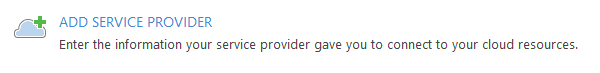 ADD SERVICE PROVIDER
Enter the information your service provider gave you to connect to your cloud resources.